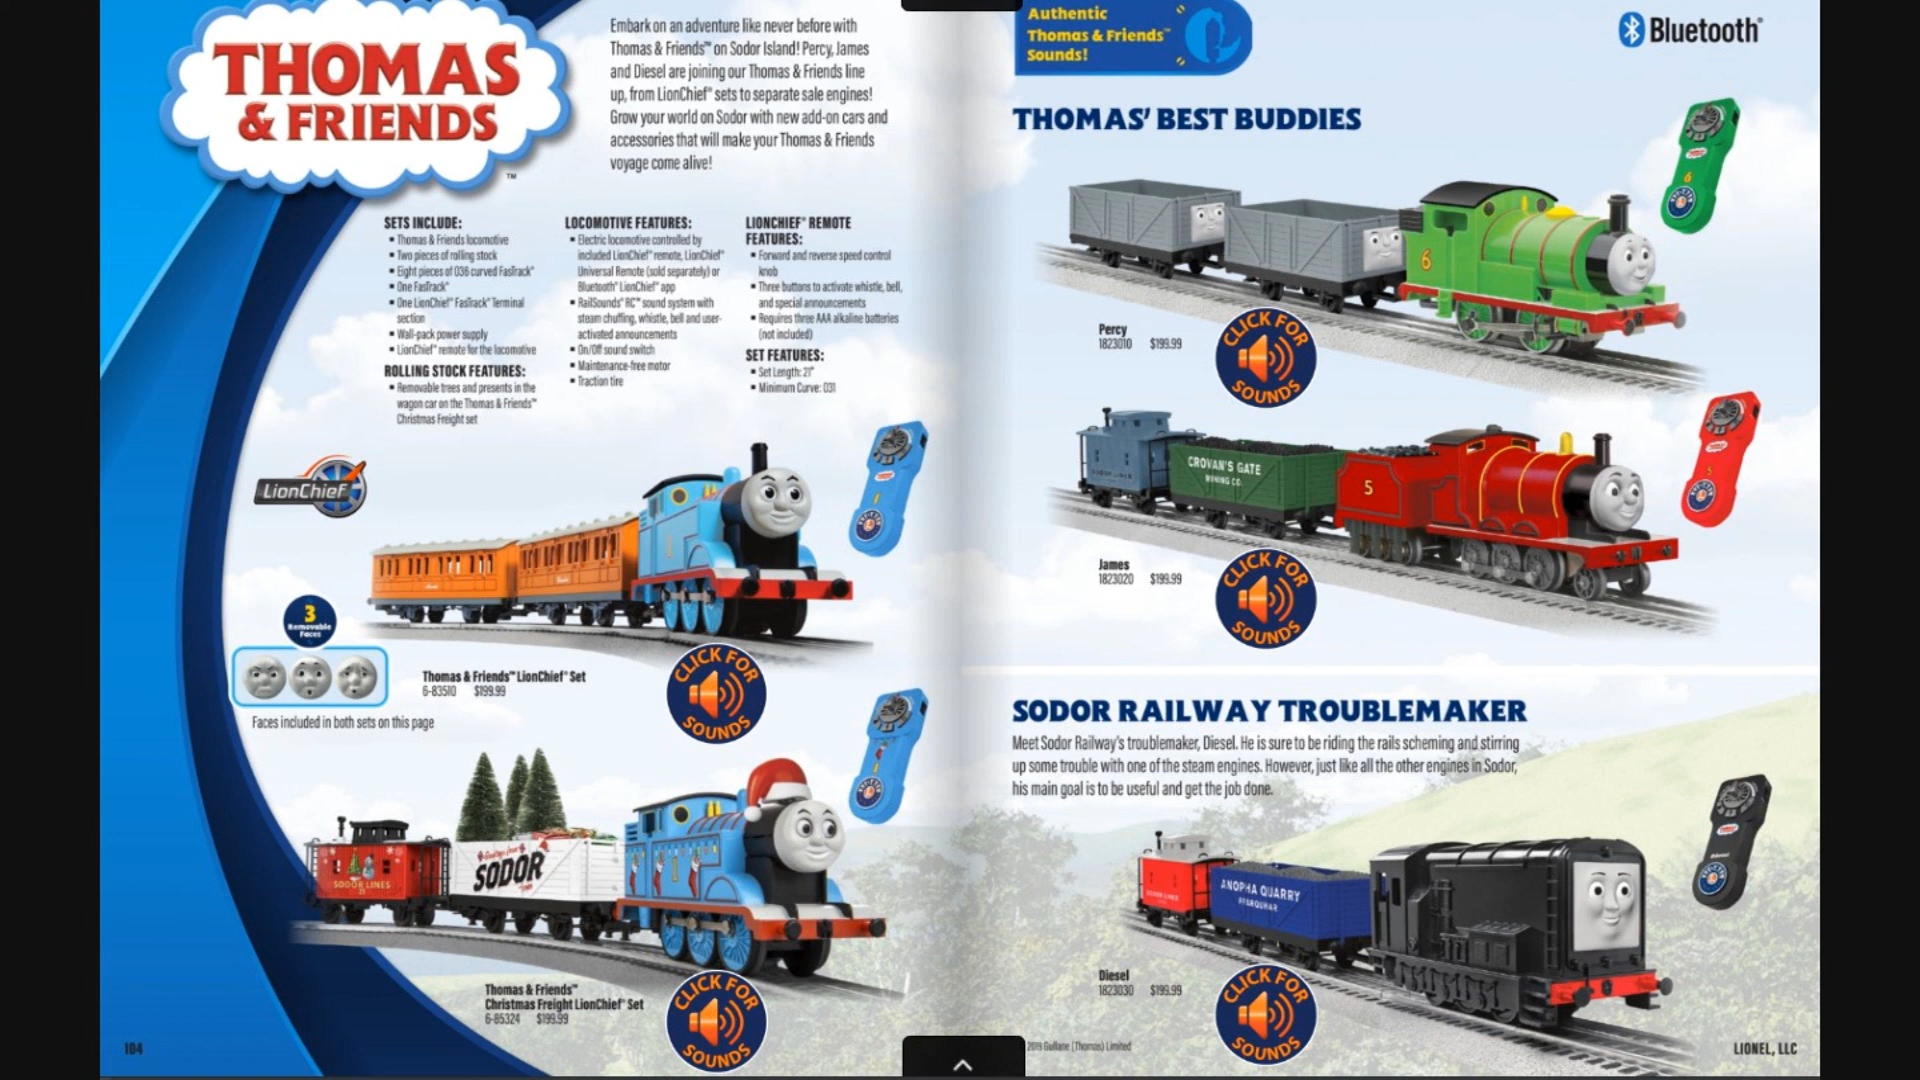 THOMAS
& FRIENDS
™
Embark on an adventure like never before with
Thomas & Friends™ on Sodor Island! Percy, James
and Diesel are joining our Thomas & Friends line
up, from LionChief® sets to separate sale engines!
Grow your world on Sodor with new add-on cars and
accessories that will make your Thomas & Friends
voyage come alive!
SETS INCLUDE:
▪ Thomas & Friends locomotive
▪ Two pieces of rolling stock
▪ Eight pieces of O36 curved FasTrack®
▪ One FasTrack®
▪ One LionChief® FasTrack® Terminal
section
▪ Wall-pack power supply
▪ LionChief® remote for the locomotive
ROLLING STOCK FEATURES:
▪ Removable trees and presents in the
wagon car on the Thomas & Friends™
Christmas Freight set
LOCOMOTIVE FEATURES:
▪ Electric locomotive controlled by
included LionChief® remote, LionChief®
Universal Remote (sold separately) or
Bluetooth® LionChief® app
▪ RailSounds® RC™ sound system with
steam chuffing, whistle, bell and user-
activated announcements
▪ On/Off sound switch
▪ Maintenance-free motor
▪ Traction tire
LIONCHIEF® REMOTE
FEATURES:
▪ Forward and reverse speed control
knob
▪ Three buttons to activate whistle, bell,
and special announcements
▪ Requires three AAA alkaline batteries
(not included)
SET FEATURES:
▪ Set Length: 21"
▪ Minimum Curve: O31
LionChief
3
Removable
Faces
Faces included in both sets on this page
Thomas & Friends™ LionChief® Set
6-83510 $199.99
CLICK FOR
SOUNDS
SODOR LINES
SODOR
1
Thomas & Friends™
Christmas Freight LionChief® Set
6-85324 $199.99
CLICK FOR
SOUNDS
104
Authentic
Thomas & Friends™
Sounds!
Bluetooth®
THOMAS' BEST BUDDIES
6
6
Percy
1823010 $199.99
CLICK FOR
SOUNDS
SODOR LINES
CROVAN'S GATE
MINING CO.
5
5
James
1823020 $199.99
CLICK FOR
SOUNDS
SODOR RAILWAY TROUBLEMAKER
Meet Sodor Railway's troublemaker, Diesel. He is sure to be riding the rails scheming and stirring
up some trouble with one of the steam engines. However, just like all the other engines in Sodor,
his main goal is to be useful and get the job done.
SODOR LINES
ANOPHA QUARRY
FFARQUHAR
Diesel
1823030 $199.99
CLICK FOR
SOUNDS
2019 Gullane (Thomas) Limited
LIONEL, LLC